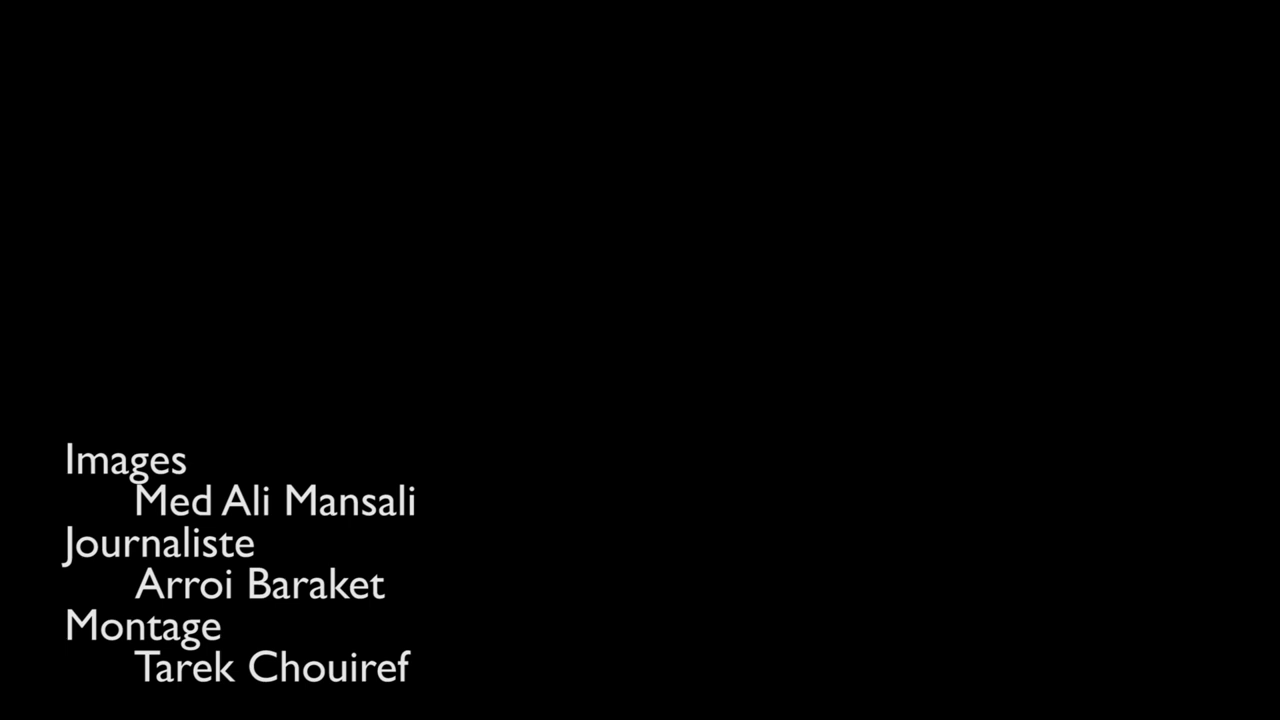 Images
Med Ali Mansali
Journaliste
Arroi Baraket
Montage
Tarek Chouiref